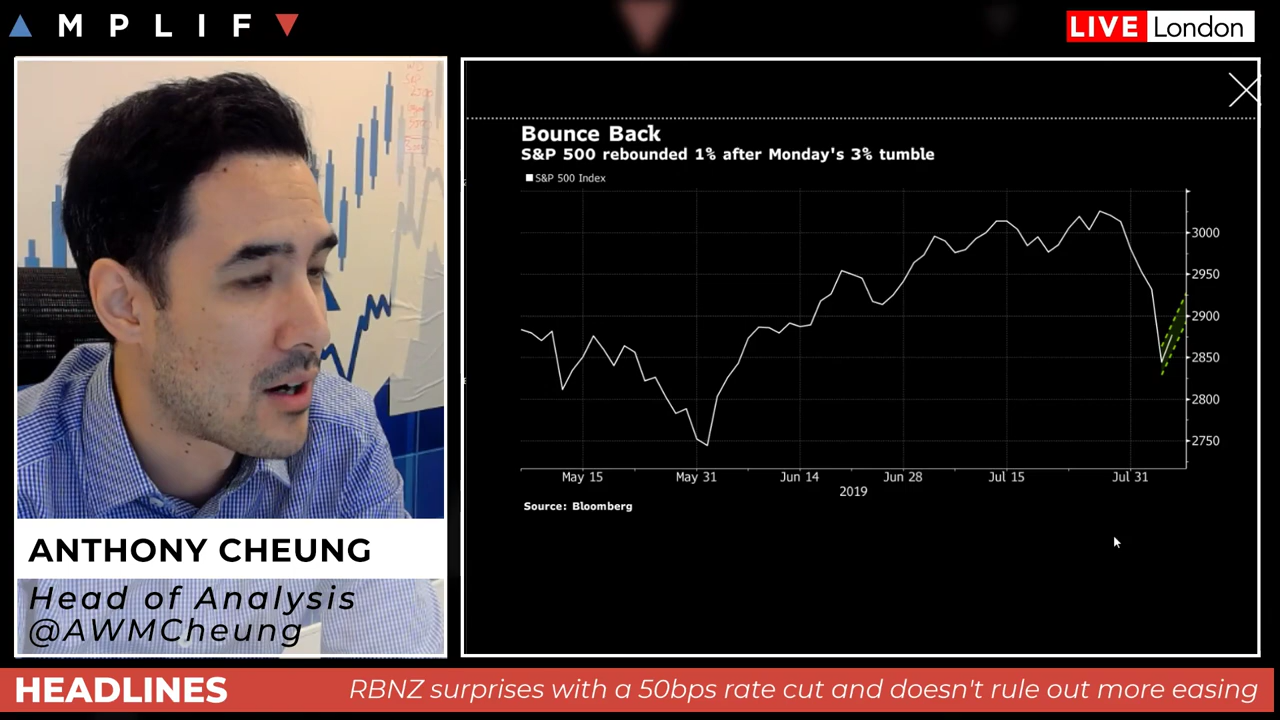 MPLIF
LIVE London
ANTHONY CHEUNG
Head of Analysis
@AWMCheung
Bounce Back
S&P 500 rebounded 1% after Monday's 3% tumble
S&P 500 Index
3000
2950
2900
2850
2800
2750
May 15 May 31 Jun 14 Jun 28 Jul 15 Jul 31
2019
Source: Bloomberg
HEADLINES RBNZ surprises with a 50bps rate cut and doesn't rule out more easing